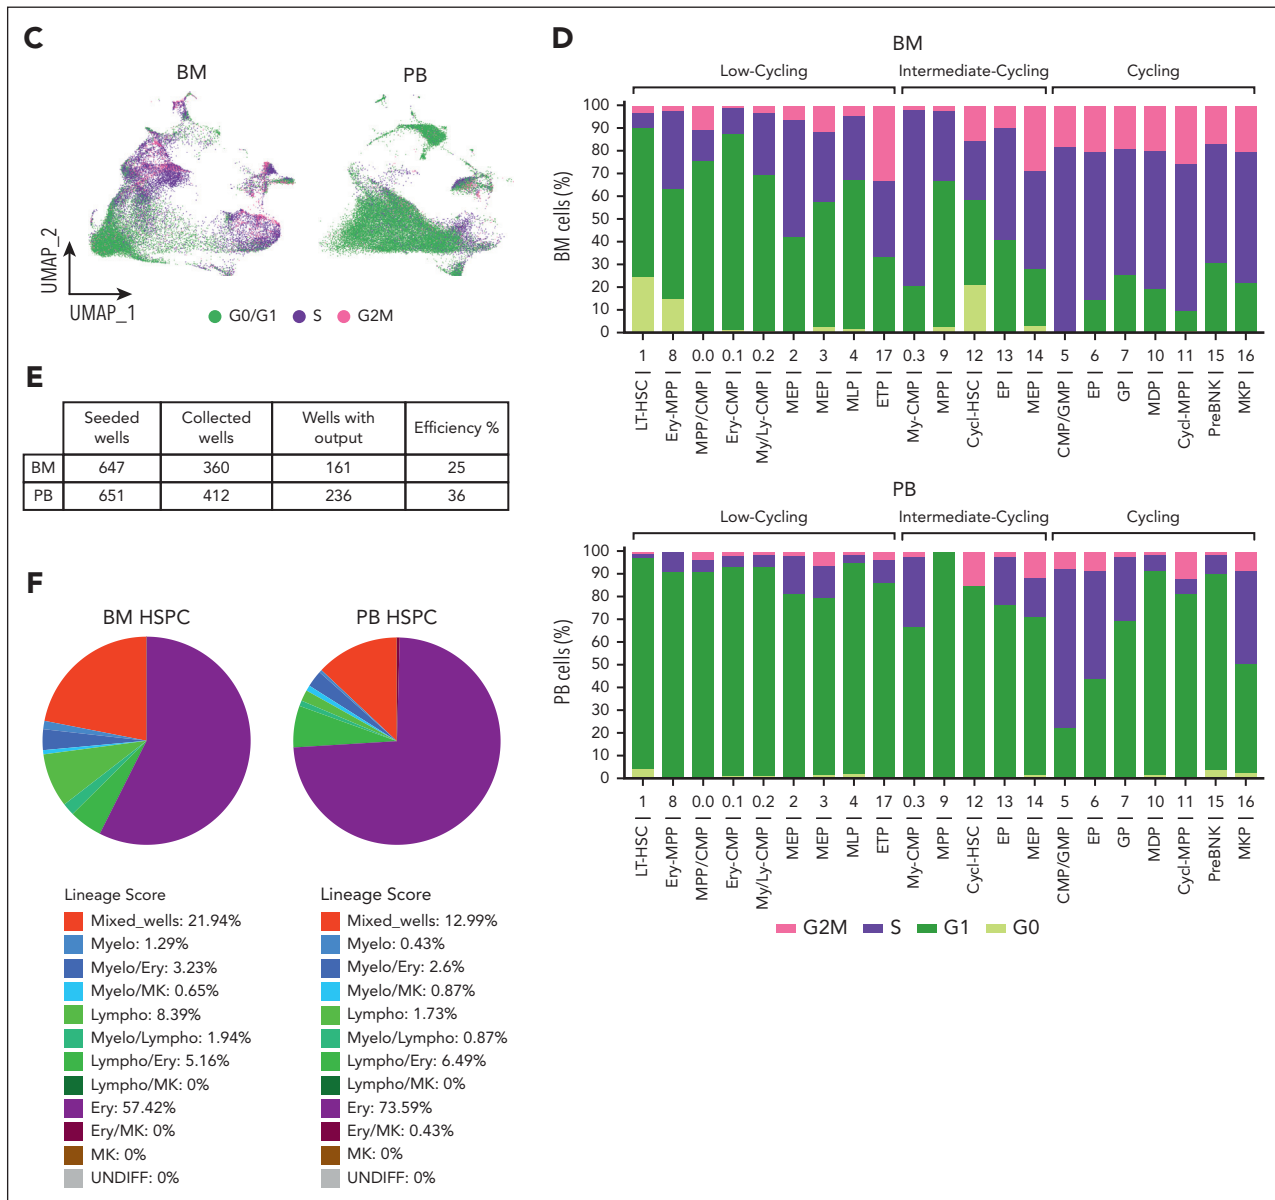 C
BM
PB
UMAP_2
UMAP_1
G0/G1 S G2M
D
BM
Low-Cycling Intermediate-Cycling Cycling
BM cells (%)
100
90
80
70
60
50
40
30
20
10
0
1 8 0.0 0.1 0.2 2 3 4 17 0.3 9 12 13 14 5 6 7 10 11 15 16
LT-HSC | Ery-MPP | MPP/CMP | Ery-CMP | My/Ly-CMP | MEP | MEP | MLP | ETP | My-CMP | MPP | Cycl-HSC | EP | MEP | CMP/GMP | EP | GP | MDP | Cycl-MPP | PreBNK | MKP |
PB
Low-Cycling Intermediate-Cycling Cycling
PB cells (%)
100
90
80
70
60
50
40
30
20
10
0
1 8 0.0 0.1 0.2 2 3 4 17 0.3 9 12 13 14 5 6 7 10 11 15 16
LT-HSC | Ery-MPP | MPP/CMP | Ery-CMP | My/Ly-CMP | MEP | MEP | MLP | ETP | My-CMP | MPP | Cycl-HSC | EP | MEP | CMP/GMP | EP | GP | MDP | Cycl-MPP | PreBNK | MKP |
G2M S G1 G0
E
Seeded wells Collected wells Wells with output Efficiency %
BM 647 360 161 25
PB 651 412 236 36
F
BM HSPC
PB HSPC
Lineage Score
Mixed_wells: 21.94%
Myelo: 1.29%
Myelo/Ery: 3.23%
Myelo/MK: 0.65%
Lympho: 8.39%
Myelo/Lympho: 1.94%
Lympho/Ery: 5.16%
Lympho/MK: 0%
Ery: 57.42%
Ery/MK: 0%
MK: 0%
UNDIFF: 0%
Lineage Score
Mixed_wells: 12.99%
Myelo: 0.43%
Myelo/Ery: 2.6%
Myelo/MK: 0.87%
Lympho: 1.73%
Myelo/Lympho: 0.87%
Lympho/Ery: 6.49%
Lympho/MK: 0%
Ery: 73.59%
Ery/MK: 0.43%
MK: 0%
UNDIFF: 0%